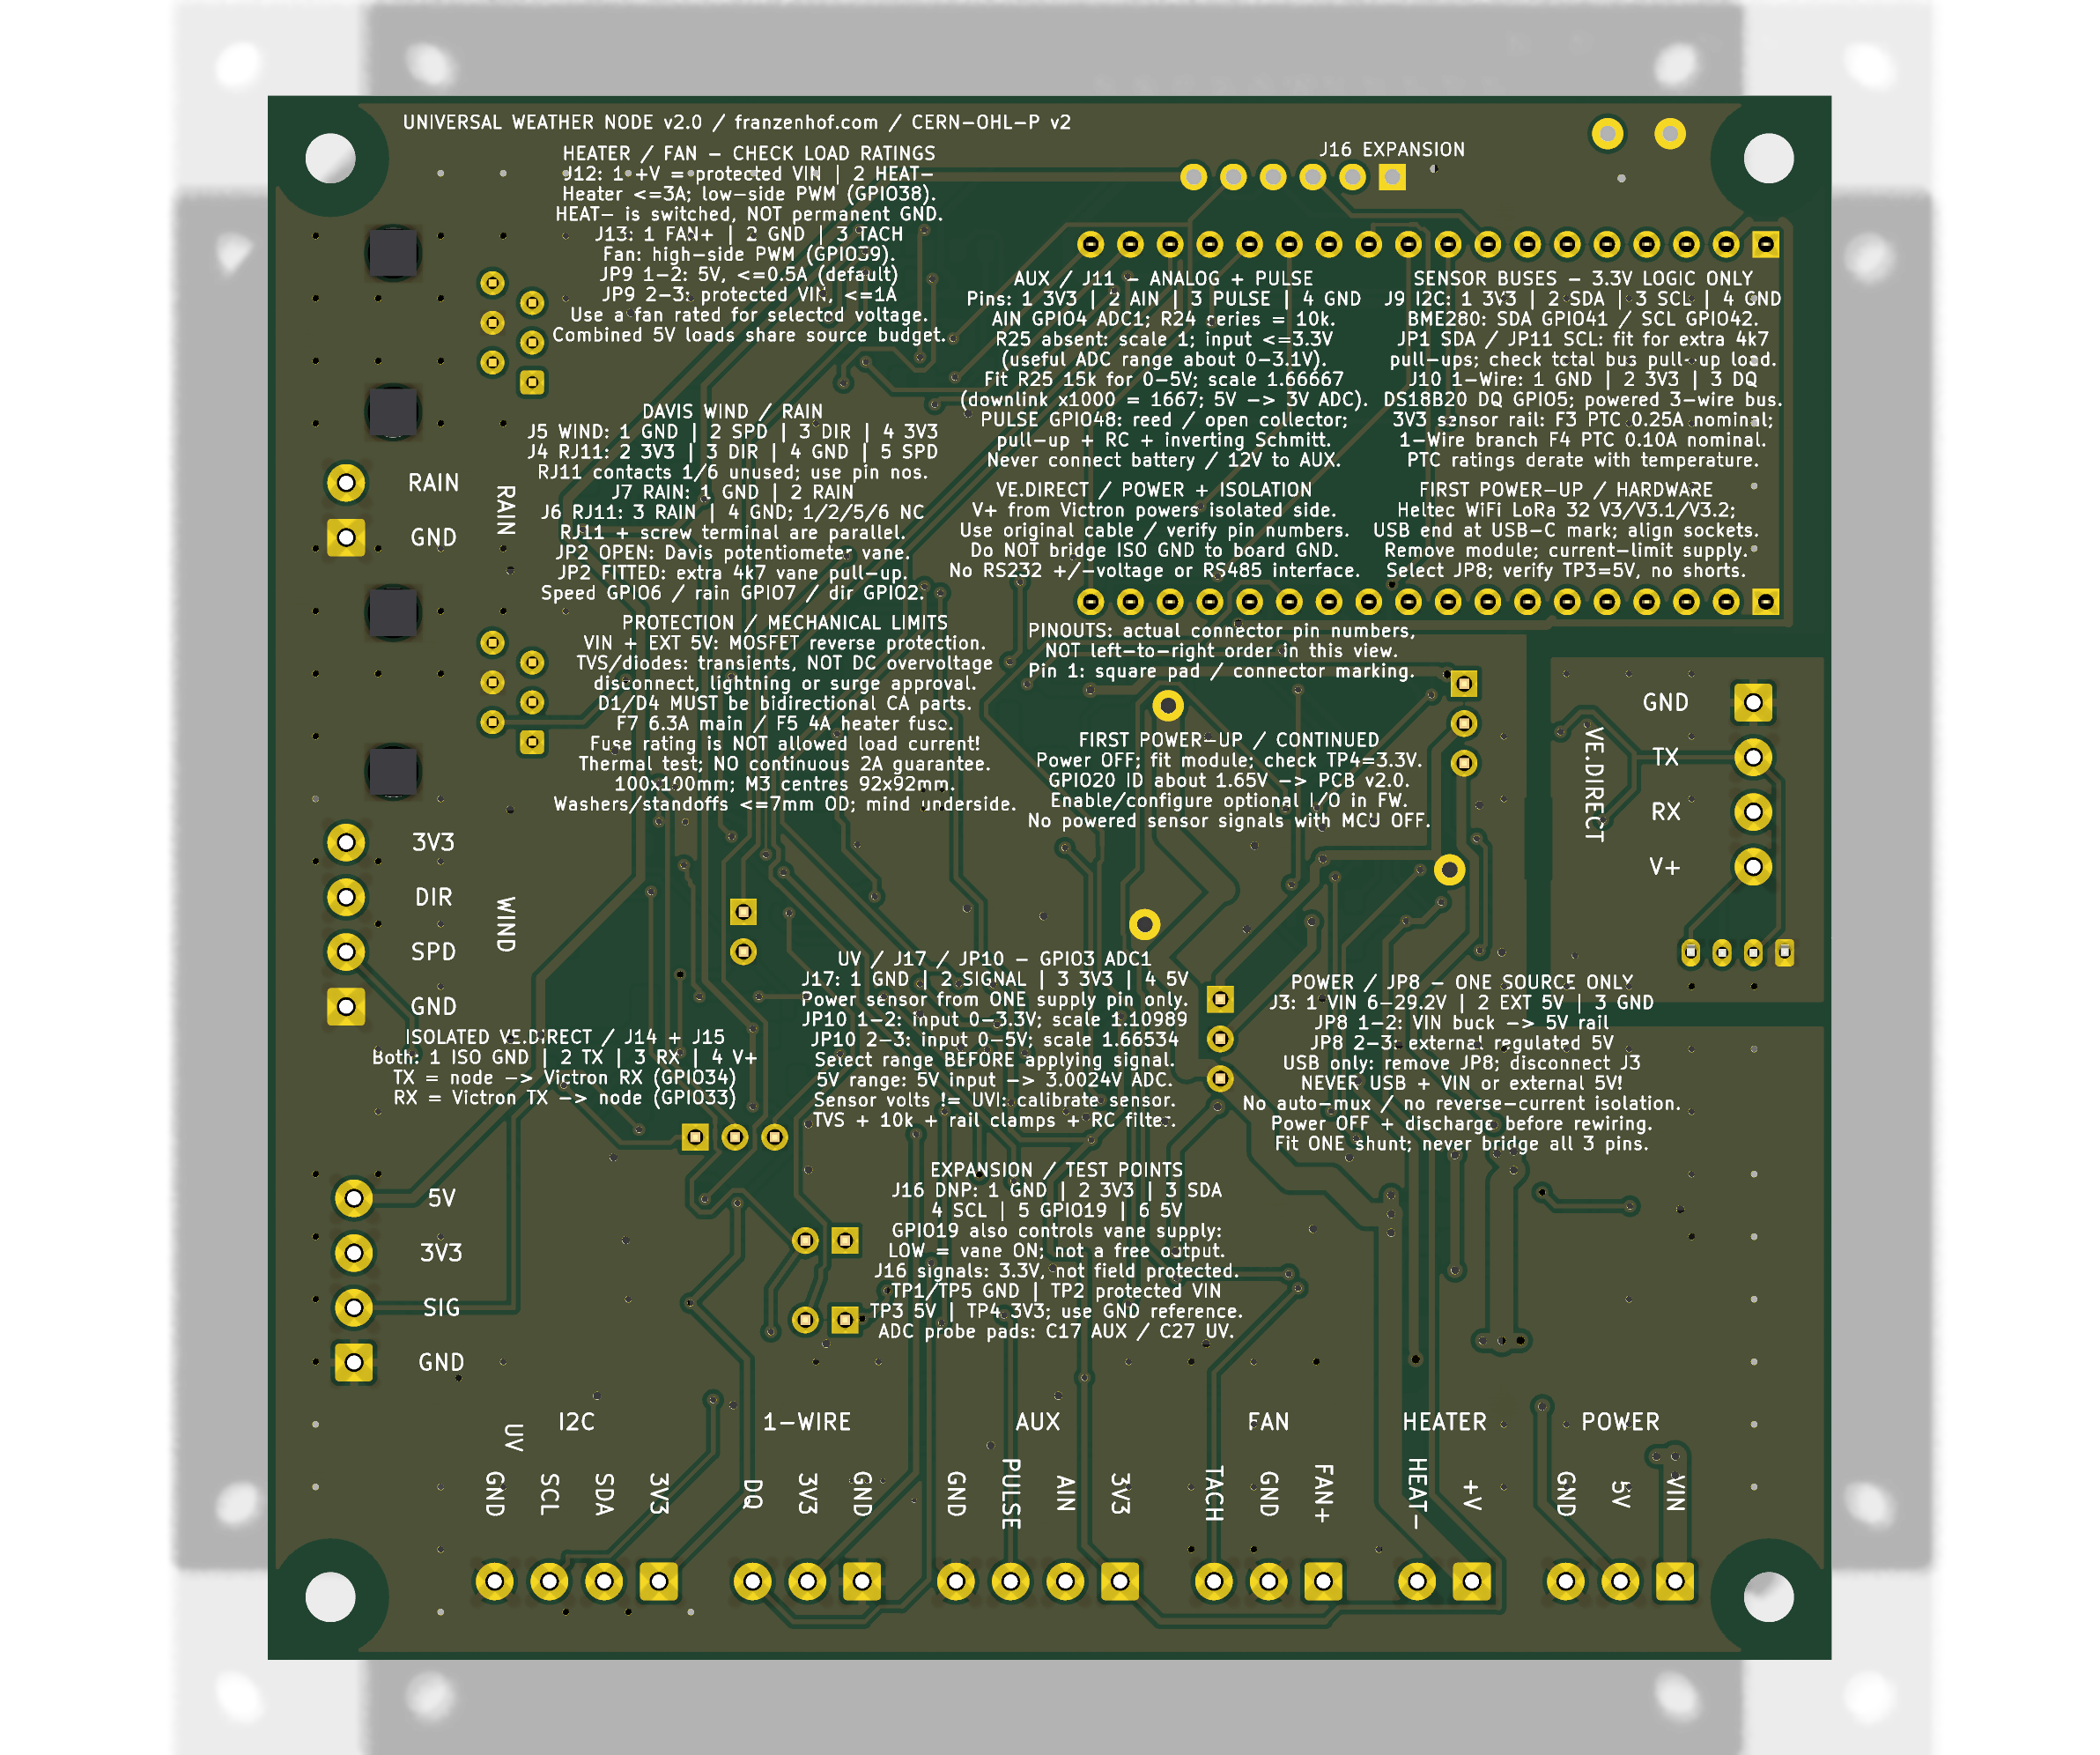 UNIVERSAL WEATHER NODE v2.0 / franzenhof.com / CERN-OHL-P v2
HEATER / FAN - CHECK LOAD RATINGS
J12: 1 +V = protected VIN | 2 HEAT-
Heater <=3A; low-side PWM (GPIO38).
HEAT- is switched, NOT permanent GND.
J13: 1 FAN+ | 2 GND | 3 TACH
Fan: high-side PWM (GPIO39).
JP9 1-2: 5V, <=0.5A (default)
JP9 2-3: protected VIN, <=1A
Use a fan rated for selected voltage.
Combined 5V loads share source budget.
J16 EXPANSION
AUX / J11 - ANALOG + PULSE
Pins: 1 3V3 | 2 AIN | 3 PULSE | 4 GND
AIN GPIO4 ADC1; R24 series = 10k.
R25 absent: scale 1; input <=3.3V
(useful ADC range about 0-3.1V).
Fit R25 15k for 0-5V; scale 1.66667
(downlink x1000 = 1667; 5V -> 3V ADC).
PULSE GPIO48: reed / open collector;
pull-up + RC + inverting Schmitt.
Never connect battery / 12V to AUX.
SENSOR BUSES - 3.3V LOGIC ONLY
J9 I2C: 1 3V3 | 2 SDA | 3 SCL | 4 GND
BME280: SDA GPIO41 / SCL GPIO42.
JP1 SDA / JP11 SCL: fit for extra 4k7
pull-ups; check total bus pull-up load.
J10 1-Wire: 1 GND | 2 3V3 | 3 DQ
DS18B20 DQ GPIO5; powered 3-wire bus.
3V3 sensor rail: F3 PTC 0.25A nominal;
1-Wire branch F4 PTC 0.10A nominal.
PTC ratings derate with temperature.
DAVIS WIND / RAIN
J5 WIND: 1 GND | 2 SPD | 3 DIR | 4 3V3
J4 RJ11: 2 3V3 | 3 DIR | 4 GND | 5 SPD
RJ11 contacts 1/6 unused; use pin nos.
J7 RAIN: 1 GND | 2 RAIN
J6 RJ11: 3 RAIN | 4 GND; 1/2/5/6 NC
RJ11 + screw terminal are parallel.
JP2 OPEN: Davis potentiometer vane.
JP2 FITTED: extra 4k7 vane pull-up.
Speed GPIO6 / rain GPIO7 / dir GPIO2.
RAIN
GND
RAIN
VE.DIRECT / POWER + ISOLATION
V+ from Victron powers isolated side.
Use original cable / verify pin numbers.
Do NOT bridge ISO GND to board GND.
No RS232 +/-voltage or RS485 interface.
FIRST POWER-UP / HARDWARE
Heltec WiFi LoRa 32 V3/V3.1/V3.2;
USB end at USB-C mark; align sockets.
Remove module; current-limit supply.
Select JP8; verify TP3=5V, no shorts.
PROTECTION / MECHANICAL LIMITS
VIN + EXT 5V: MOSFET reverse protection.
TVS/diodes: transients, NOT DC overvoltage
disconnect, lightning or surge approval.
D1/D4 MUST be bidirectional CA parts.
F7 6.3A main / F5 4A heater fuse.
Fuse rating is NOT allowed load current!
Thermal test; NO continuous 2A guarantee.
100x100mm; M3 centres 92x92mm.
Washers/standoffs <=7mm OD; mind underside.
PINOUTS: actual connector pin numbers,
NOT left-to-right order in this view.
Pin 1: square pad / connector marking.
FIRST POWER-UP / CONTINUED
Power OFF; fit module; check TP4=3.3V.
GPIO20 ID about 1.65V -> PCB v2.0.
Enable/configure optional I/O in FW.
No powered sensor signals with MCU OFF.
VE.DIRECT
GND
TX
RX
V+
3V3
DIR
SPD
GND
WIND
UV / J17 / JP10 - GPIO3 ADC1
J17: 1 GND | 2 SIGNAL | 3 3V3 | 4 5V
Power sensor from ONE supply pin only.
JP10 1-2: input 0-3.3V; scale 1.10989
JP10 2-3: input 0-5V; scale 1.66534
Select range BEFORE applying signal.
5V range: 5V input -> 3.0024V ADC.
Sensor volts != UVI: calibrate sensor.
TVS + 10k + rail clamps + RC filter.
POWER / JP8 - ONE SOURCE ONLY
J3: 1 VIN 6-29.2V | 2 EXT 5V | 3 GND
JP8 1-2: VIN buck -> 5V rail
JP8 2-3: external regulated 5V
USB only: remove JP8; disconnect J3
NEVER USB + VIN or external 5V!
No auto-mux / no reverse-current isolation.
Power OFF + discharge before rewiring.
Fit ONE shunt; never bridge all 3 pins.
ISOLATED VE.DIRECT / J14 + J15
Both: 1 ISO GND | 2 TX | 3 RX | 4 V+
TX = node -> Victron RX (GPIO34)
RX = Victron TX -> node (GPIO33)
EXPANSION / TEST POINTS
J16 DNP: 1 GND | 2 3V3 | 3 SDA
4 SCL | 5 GPIO19 | 6 5V
GPIO19 also controls vane supply:
LOW = vane ON; not a free output.
J16 signals: 3.3V, not field protected.
TP1/TP5 GND | TP2 protected VIN
TP3 5V | TP4 3V3; use GND reference.
ADC probe pads: C17 AUX / C27 UV.
5V
3V3
SIG
GND
UV
I2C
1-WIRE
AUX
FAN
HEATER
POWER
GND
SCL
SDA
3V3
DQ
3V3
GND
GND
PULSE
AIN
3V3
TACH
GND
FAN+
HEAT-
+V
GND
5V
VIN